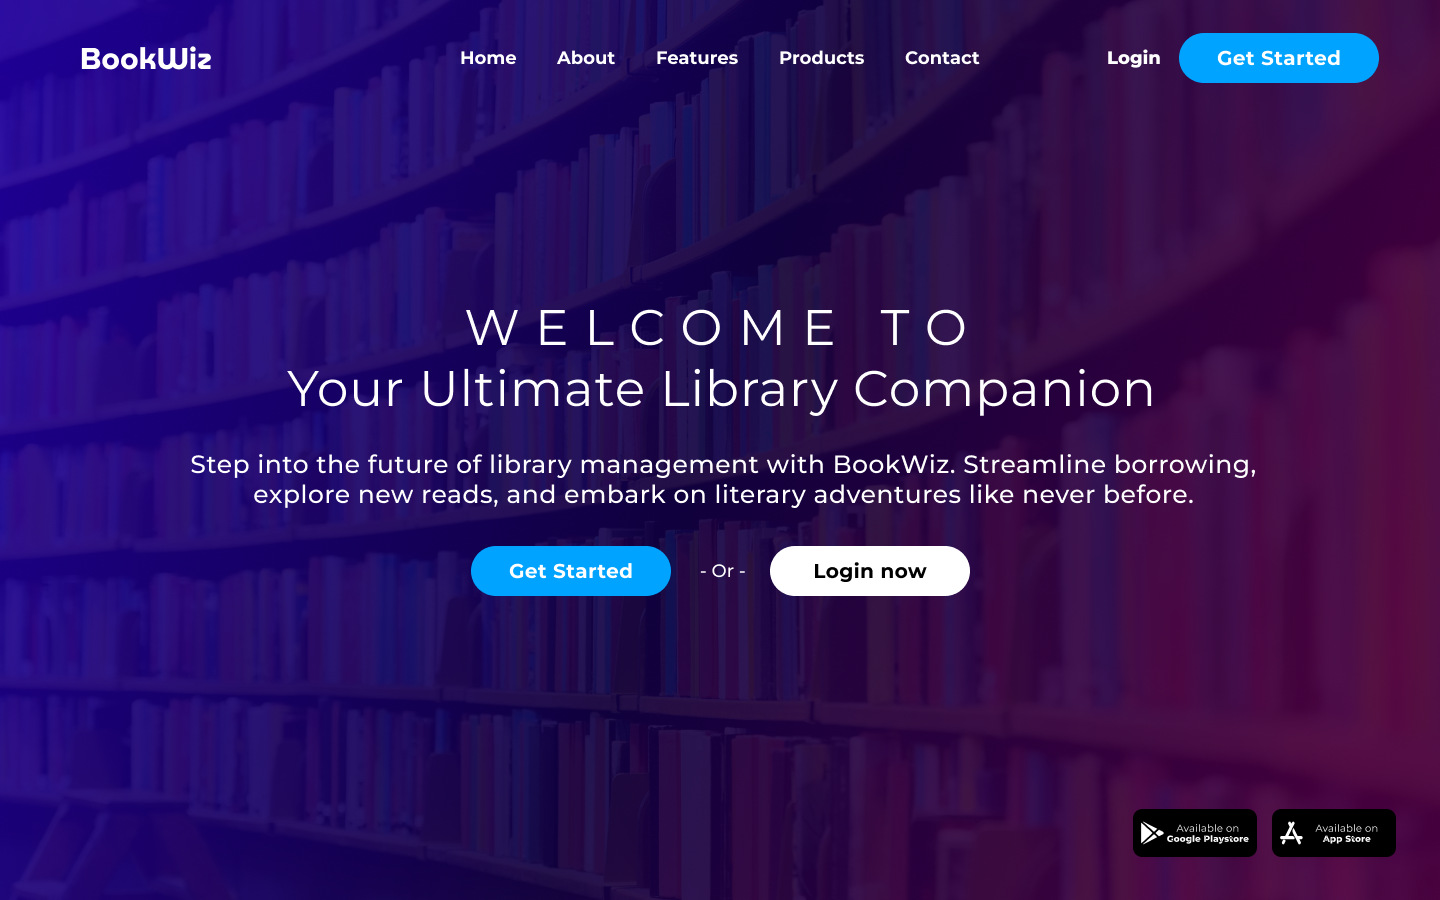 BookWiz
Home About Features Products Contact
Login Get Started
WELCOME TO
Your Ultimate Library Companion
Step into the future of library management with BookWiz. Streamline borrowing,
explore new reads, and embark on literary adventures like never before.
Get Started - Or - Login now
Available on
Google Playstore
Available on
App Store